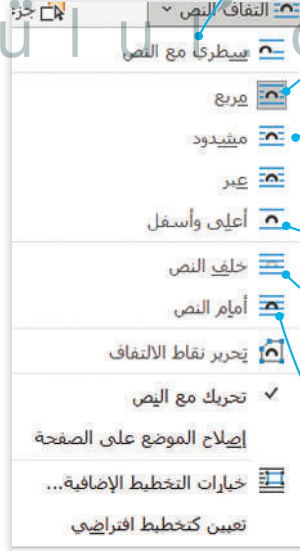 التفاف النص
سطري مع النص
مربع
مشدود
عبر
أعلى وأسفل
خلف النص
أمام النص
تحرير نقاط الالتفاف
تحريك مع النص
إصلاح الموضع على الصفحة
خيارات التخطيط الإضافية...
تعيين كتخطيط افتراضي